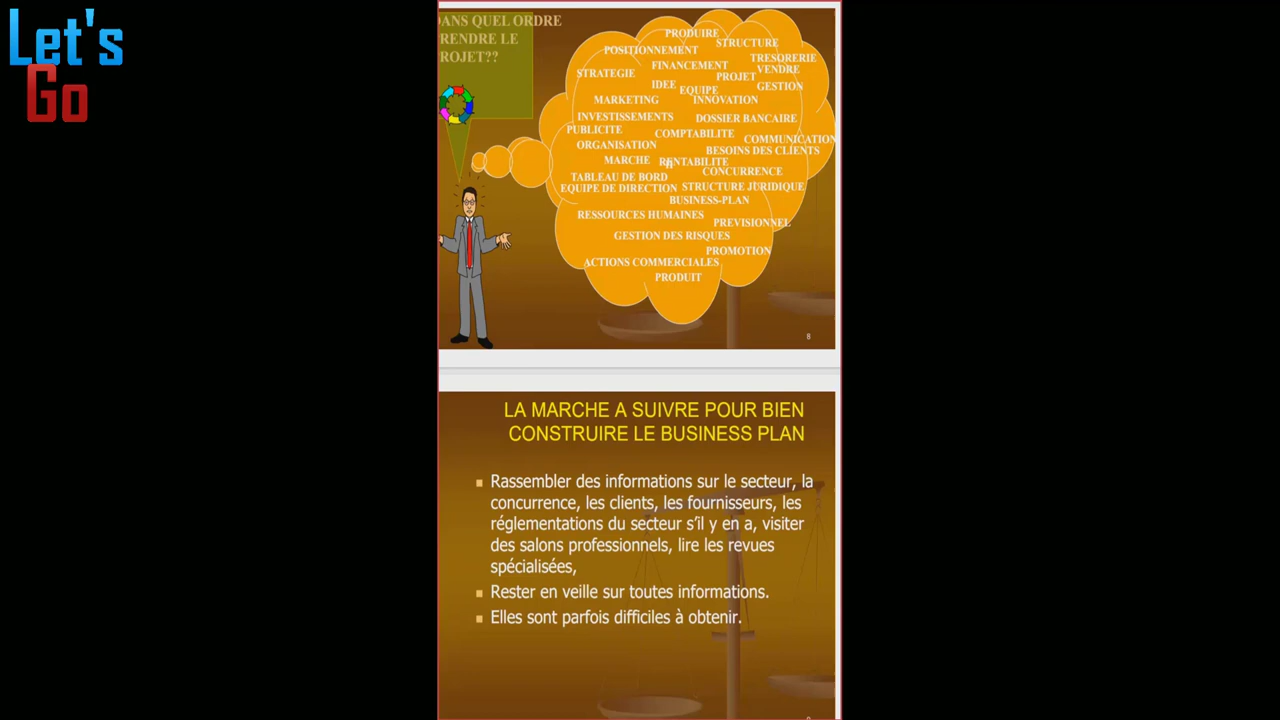 Let's
Go
DANS QUEL ORDRE
RENDRE LE
ROJET??
PRODUIRE
POSITIONNEMENT STRUCTURE
TRESORERIE
FINANCEMENT VENDRE
STRATEGIE PROJET
IDEE EQUIPE GESTION
MARKETING INNOVATION
INVESTISSEMENTS DOSSIER BANCAIRE
PUBLICITE COMPTABILITE COMMUNICATION
ORGANISATION BESOINS DES CLIENTS
MARCHE RENTABILITE
TABLEAU DE BORD CONCURRENCE
EQUIPE DE DIRECTION STRUCTURE JURIDIQUE
BUSINESS-PLAN
RESSOURCES HUMAINES PREVISIONNEL
GESTION DES RISQUES
PROMOTION
ACTIONS COMMERCIALES
PRODUIT
8
LA MARCHE A SUIVRE POUR BIEN
CONSTRUIRE LE BUSINESS PLAN
Rassembler des informations sur le secteur, la
concurrence, les clients, les fournisseurs, les
réglementations du secteur s'il y en a, visiter
des salons professionnels, lire les revues
spécialisées,
Rester en veille sur toutes informations.
Elles sont parfois difficiles à obtenir.